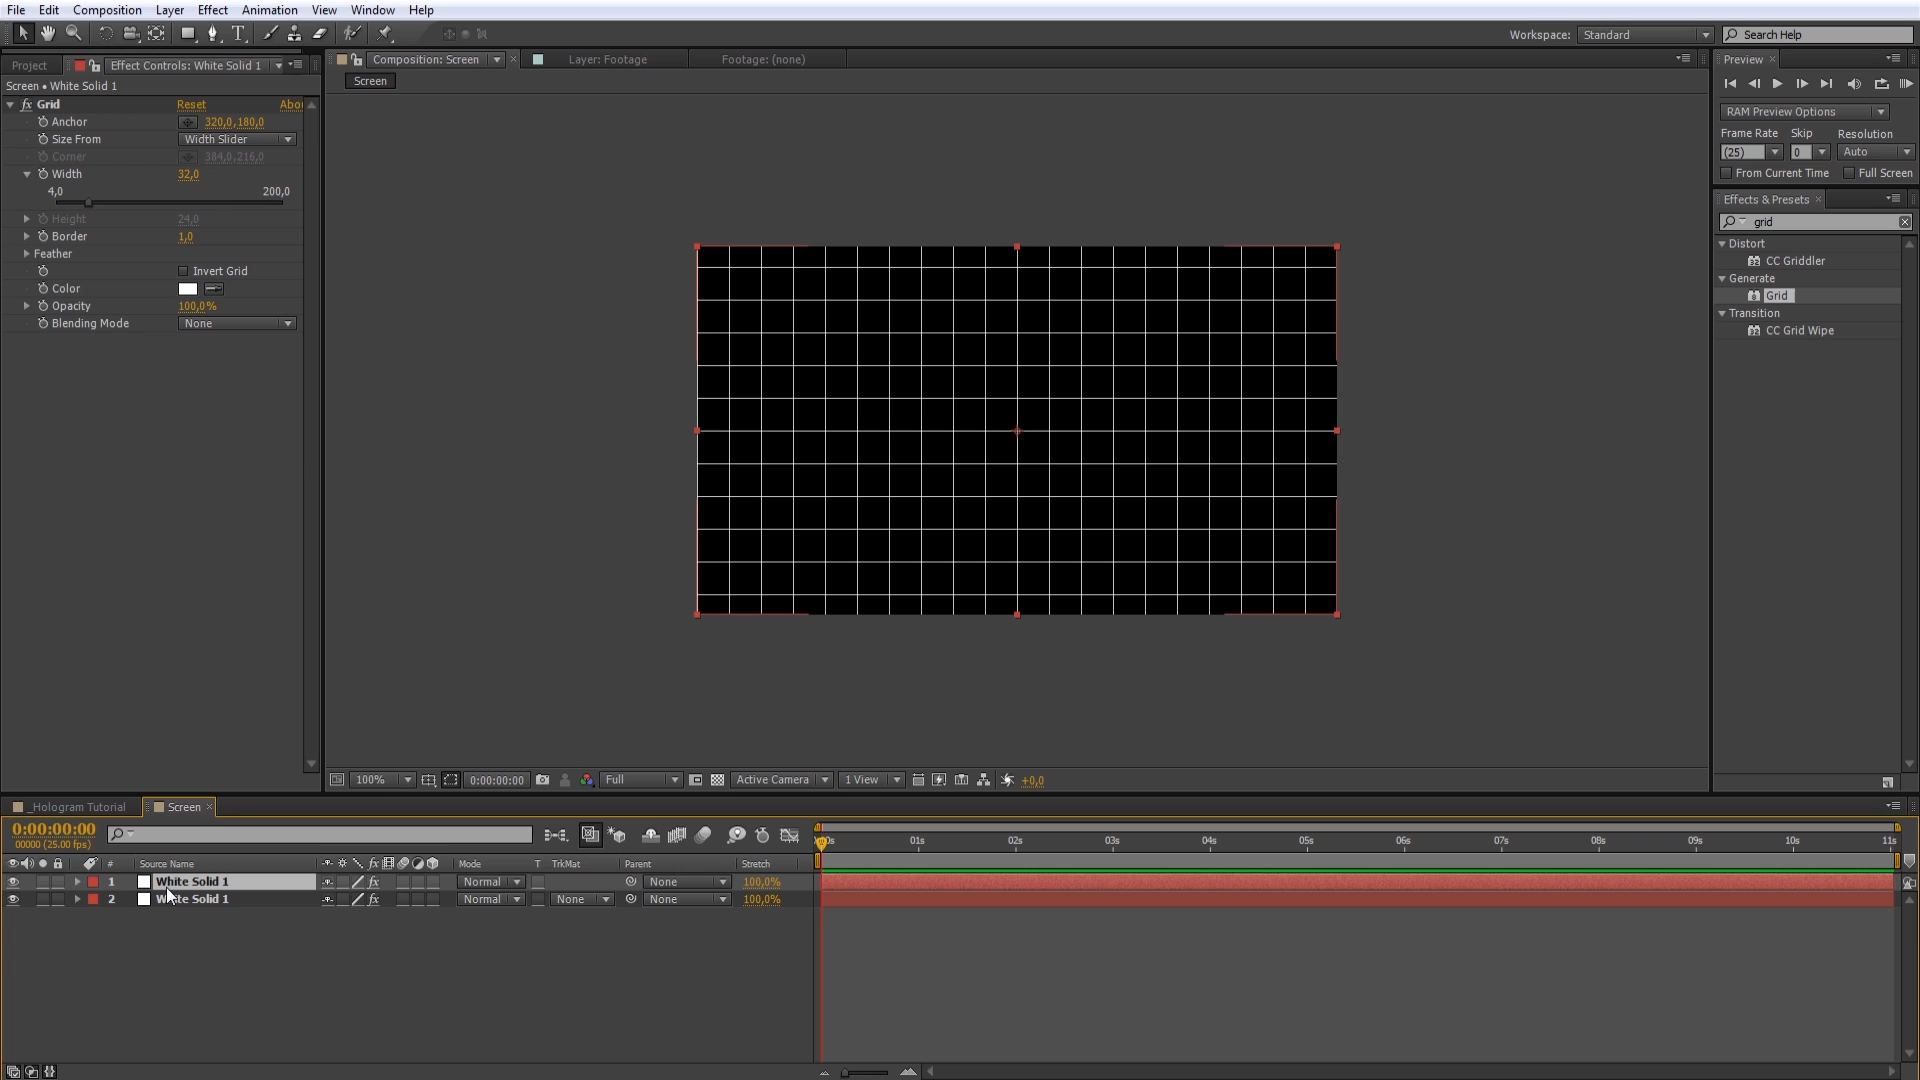 File Edit Composition Layer Effect Animation View Window Help
Workspace: Standard Search Help
Project Effect Controls: White Solid 1
Composition: Screen Layer: Footage Footage: (none)
Screen
Screen • White Solid 1
fx Grid Reset Abou
Anchor 320,0,180,0
Size From Width Slider
Corner 384,0,216,0
Width 32,0
4,0 200,0
Height 24,0
Border 1,0
Feather
Invert Grid
Color
Opacity 100,0%
Blending Mode None
Preview
RAM Preview Options
Frame Rate Skip Resolution
(25) 0 Auto
From Current Time Full Screen
Effects & Presets
grid
Distort
CC Griddler
Generate
Grid
Transition
CC Grid Wipe
100% 0:00:00:00 Full Active Camera 1 View +0,0
_Hologram Tutorial Screen
0:00:00:00
00000 (25.00 fps)
0s 01s 02s 03s 04s 05s 06s 07s 08s 09s 10s 11s
# Source Name fx Mode T TrkMat Parent Stretch
1 White Solid 1 fx Normal None 100,0%
2 White Solid 1 fx Normal None None 100,0%